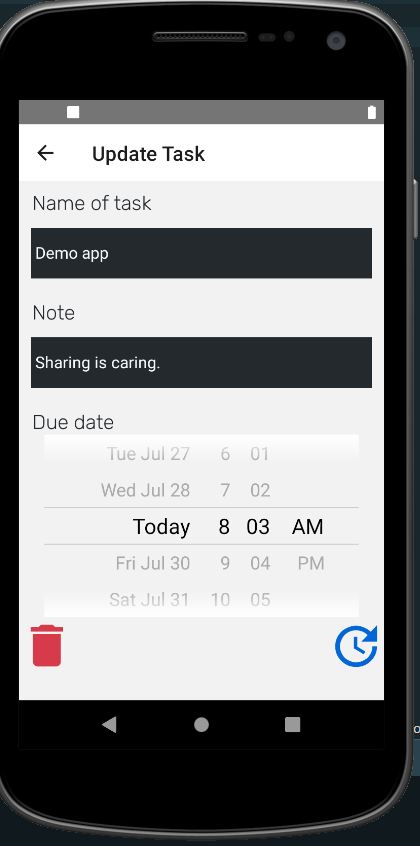 Update Task
Name of task
Demo app
Note
Sharing is caring.
Due date
Tue Jul 27 6 01
Wed Jul 28 7 02
Today 8 03 AM
Fri Jul 30 9 04 PM
Sat Jul 31 10 05